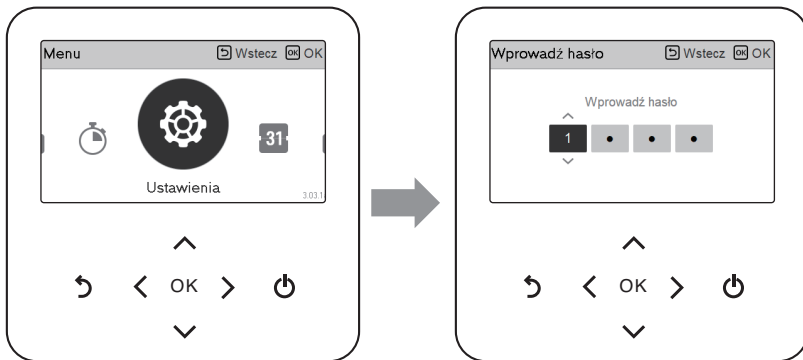 Menu
Wstecz OK OK
31
Ustawienia
3.03.1
OK
Wprowadź hasło
Wstecz OK OK
Wprowadź hasło
1 • • •
OK